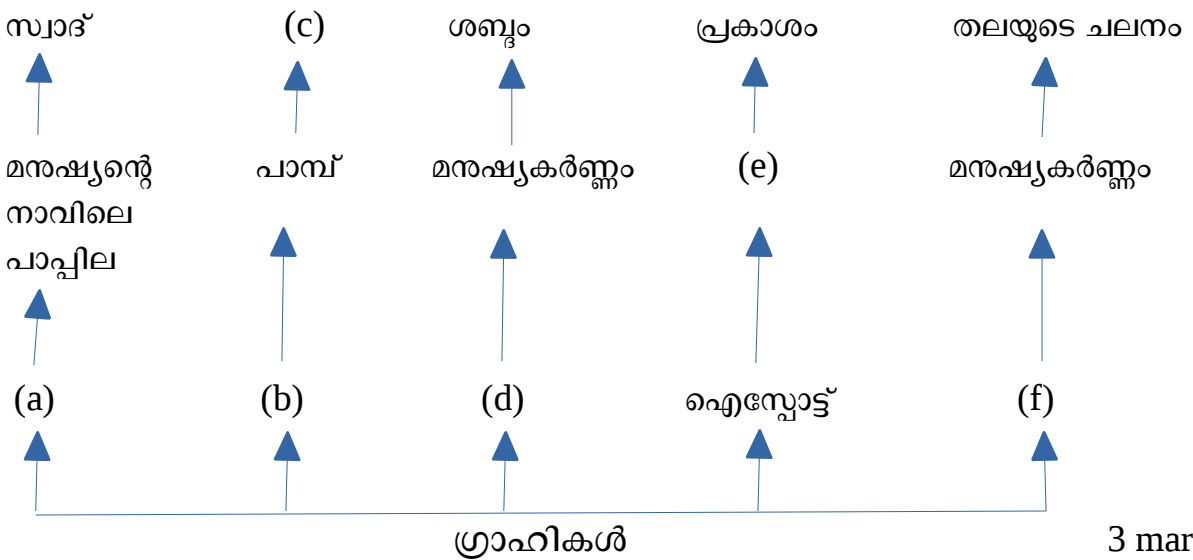 സ്വാദ് (c) ശബ്ദം പ്രകാശം തലയുടെ ചലനം
മനുഷ്യന്റെ പാമ്പ് മനുഷ്യകർണ്ണം (e) മനുഷ്യകർണ്ണം
നാവിലെ
പാപ്പില
(a) (b) (d) ഐസ്പോട്ട് (f)
ഗ്രാഹികൾ 3 mar